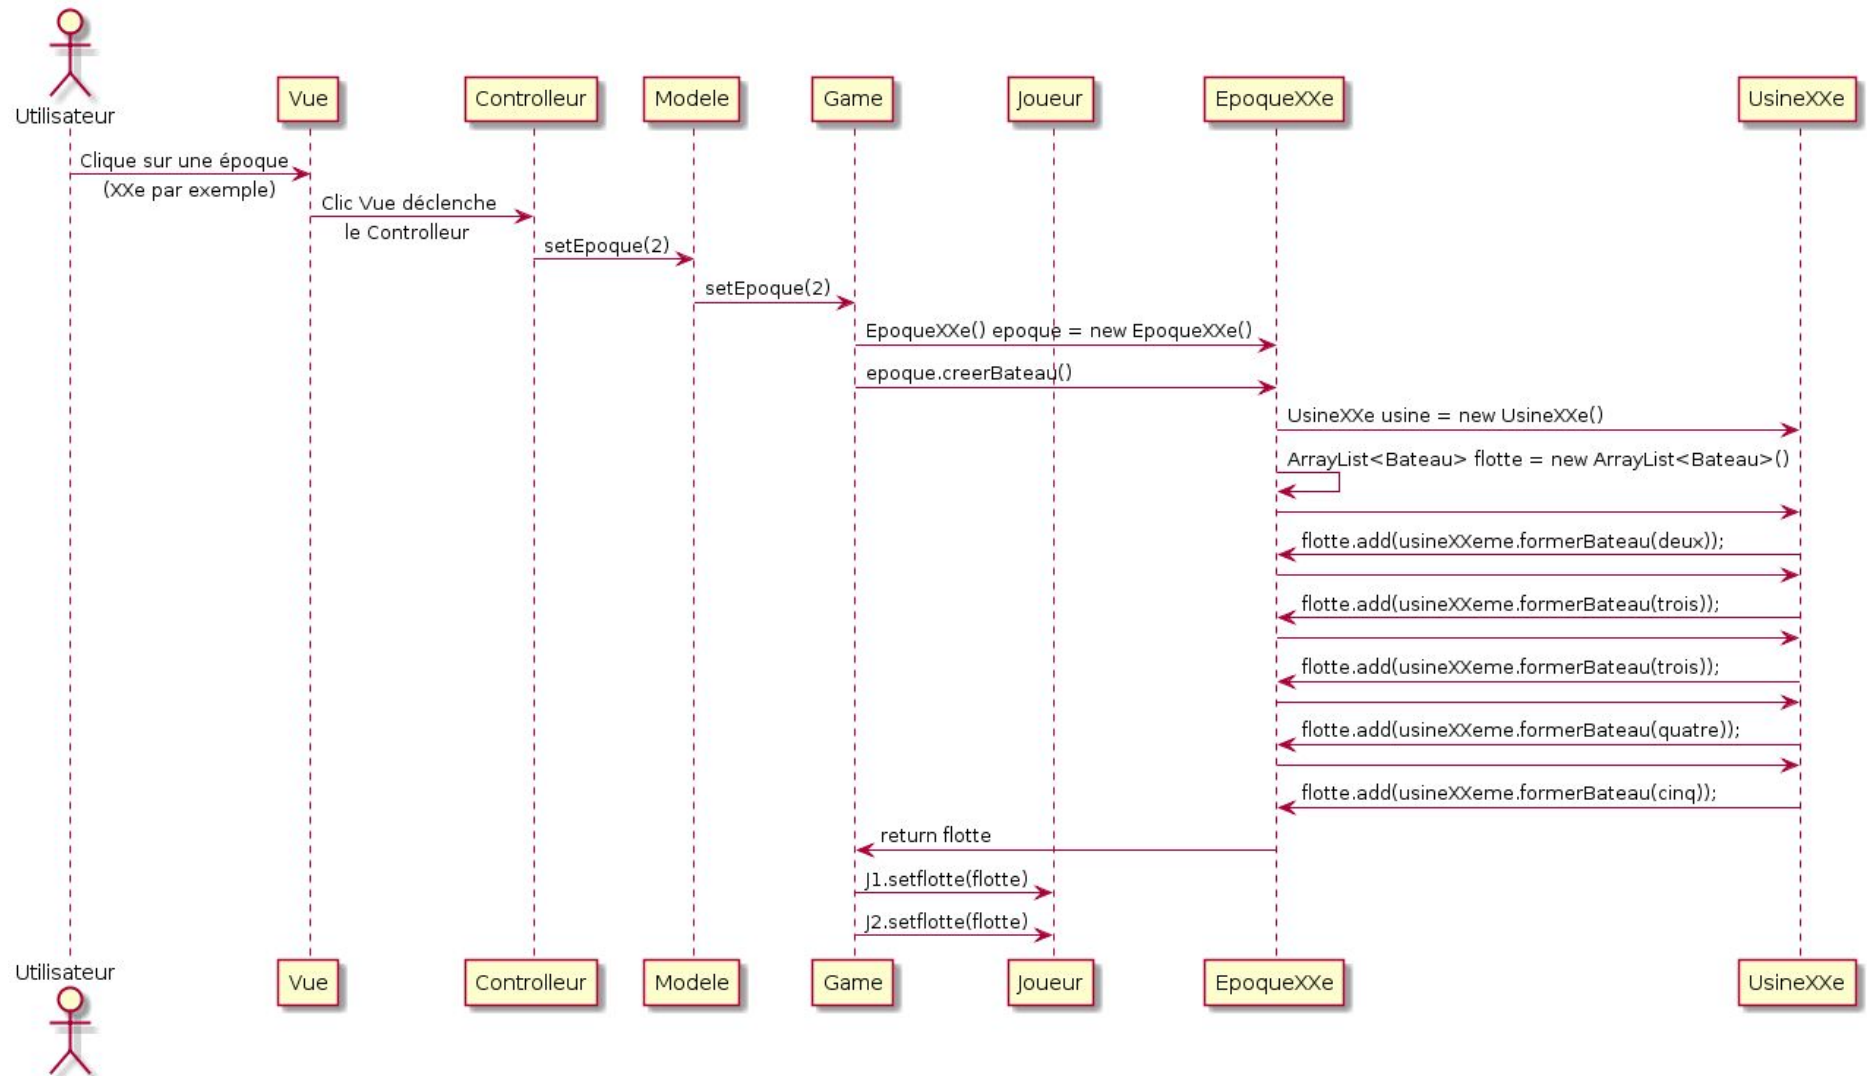 Utilisateur
Vue
Controlleur
Modele
Game
Joueur
EpoqueXXe
UsineXXe
Clique sur une époque
(XXe par exemple)
Clic Vue déclenche
le Controlleur
setEpoque(2)
setEpoque(2)
EpoqueXXe() epoque = new EpoqueXXe()
epoque.creerBateau()
UsineXXe usine = new UsineXXe()
ArrayList<Bateau> flotte = new ArrayList<Bateau>()
flotte.add(usineXXeme.formerBateau(deux));
flotte.add(usineXXeme.formerBateau(trois));
flotte.add(usineXXeme.formerBateau(trois));
flotte.add(usineXXeme.formerBateau(quatre));
flotte.add(usineXXeme.formerBateau(cinq));
return flotte
J1.setflotte(flotte)
J2.setflotte(flotte)
Utilisateur
Vue
Controlleur
Modele
Game
Joueur
EpoqueXXe
UsineXXe